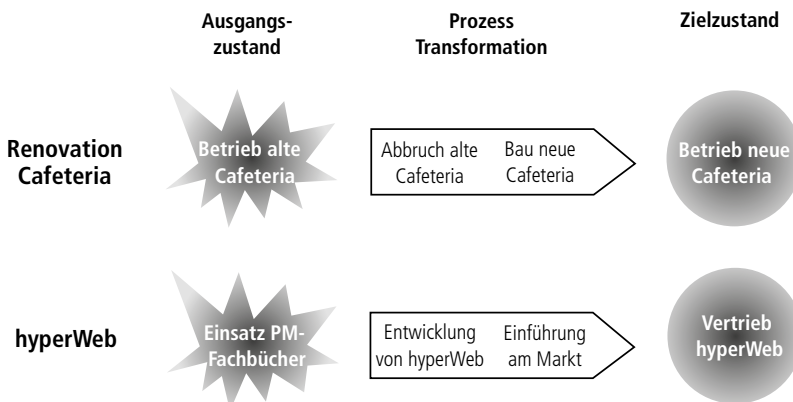 Ausgangs-
zustand
Prozess
Transformation
Zielzustand
Renovation
Cafeteria
Betrieb alte
Cafeteria
Abbruch alte
Cafeteria
Bau neue
Cafeteria
Betrieb neue
Cafeteria
hyperWeb
Einsatz PM-
Fachbücher
Entwicklung
von hyperWeb
Einführung
am Markt
Vertrieb
hyperWeb